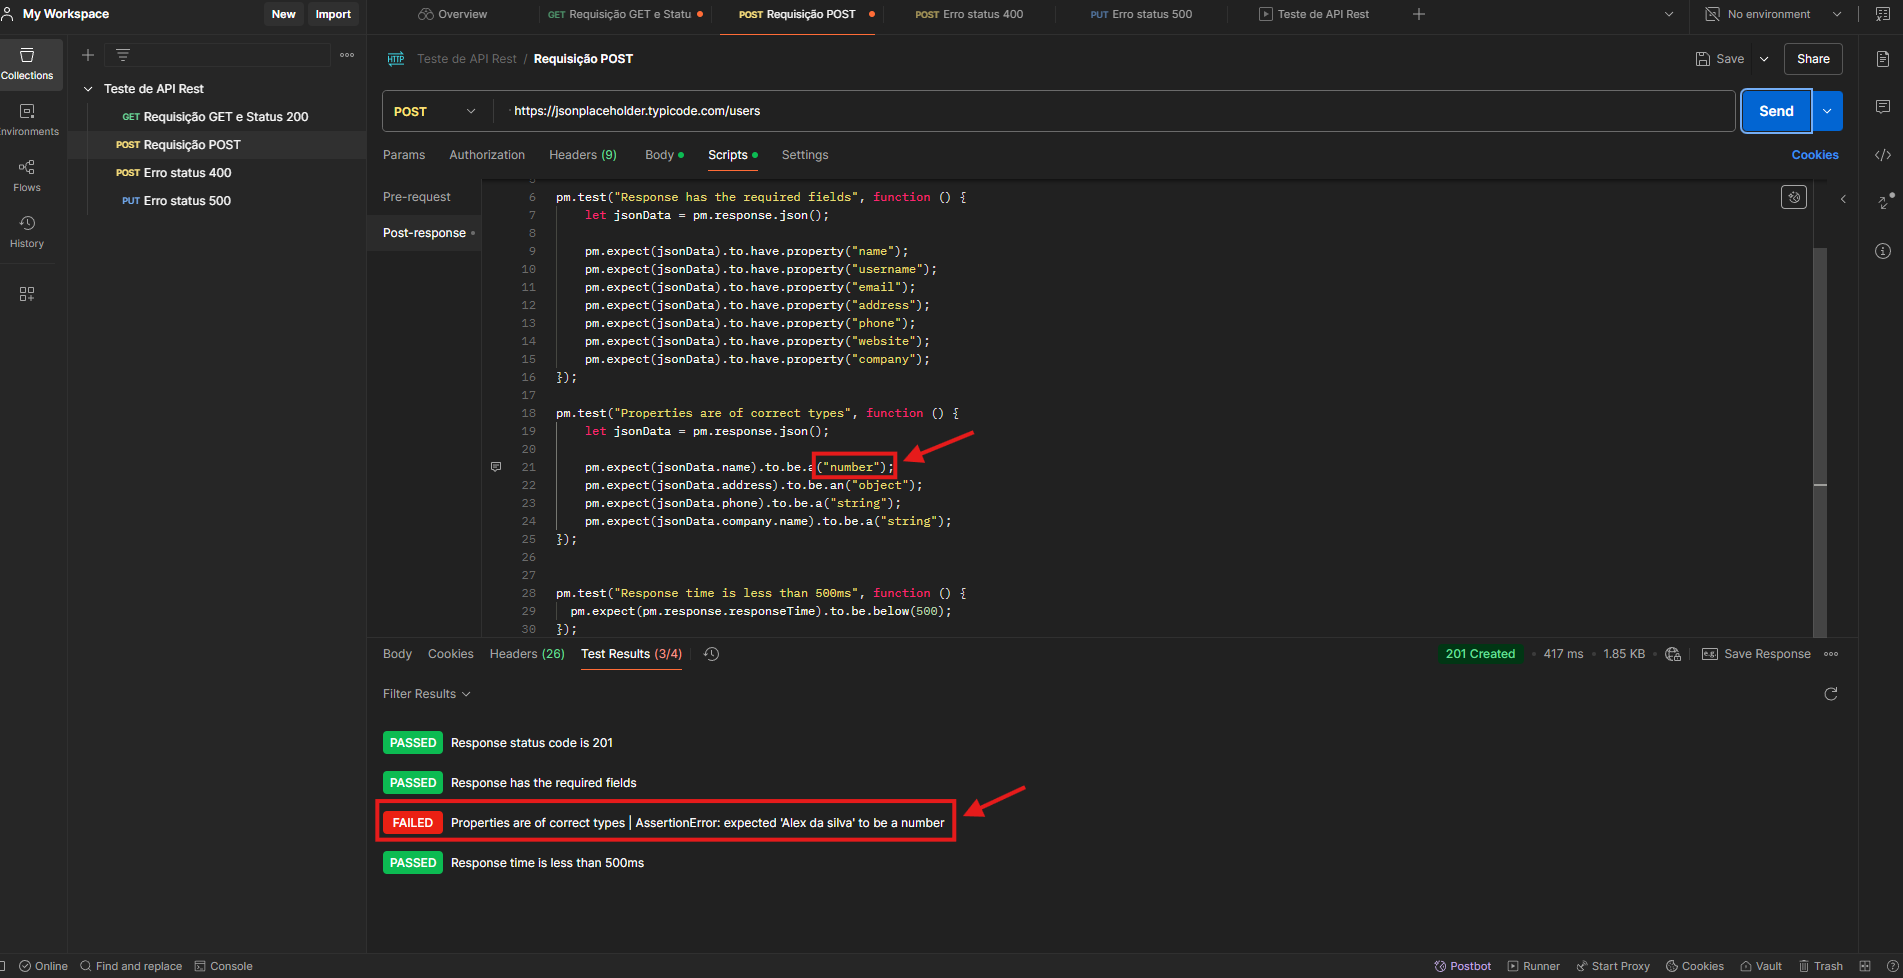 My Workspace
New
Import
Overview
GET Requisição GET e Statu
POST Requisição POST
POST Erro status 400
PUT Erro status 500
Teste de API Rest
No environment
Collections
nvironments
Flows
History
Teste de API Rest
GET Requisição GET e Status 200
POST Requisição POST
POST Erro status 400
PUT Erro status 500
HTTP
Teste de API Rest / Requisição POST
Save
Share
POST
https://jsonplaceholder.typicode.com/users
Send
Params
Authorization
Headers (9)
Body
Scripts
Settings
Cookies
Pre-request
Post-response
6 pm.test("Response has the required fields", function () {
7 let jsonData = pm.response.json();
8
9 pm.expect(jsonData).to.have.property("name");
10 pm.expect(jsonData).to.have.property("username");
11 pm.expect(jsonData).to.have.property("email");
12 pm.expect(jsonData).to.have.property("address");
13 pm.expect(jsonData).to.have.property("phone");
14 pm.expect(jsonData).to.have.property("website");
15 pm.expect(jsonData).to.have.property("company");
16 });
17
18 pm.test("Properties are of correct types", function () {
19 let jsonData = pm.response.json();
20
21 pm.expect(jsonData.name).to.be.a("number");
22 pm.expect(jsonData.address).to.be.an("object");
23 pm.expect(jsonData.phone).to.be.a("string");
24 pm.expect(jsonData.company.name).to.be.a("string");
25 });
26
27
28 pm.test("Response time is less than 500ms", function () {
29 pm.expect(pm.response.responseTime).to.be.below(500);
30 });
Body
Cookies
Headers (26)
Test Results (3/4)
201 Created
417 ms
1.85 KB
e.g.
Save Response
Filter Results
PASSED Response status code is 201
PASSED Response has the required fields
FAILED Properties are of correct types | AssertionError: expected 'Alex da silva' to be a number
PASSED Response time is less than 500ms
Online
Find and replace
Console
Postbot
Runner
Start Proxy
Cookies
Vault
Trash